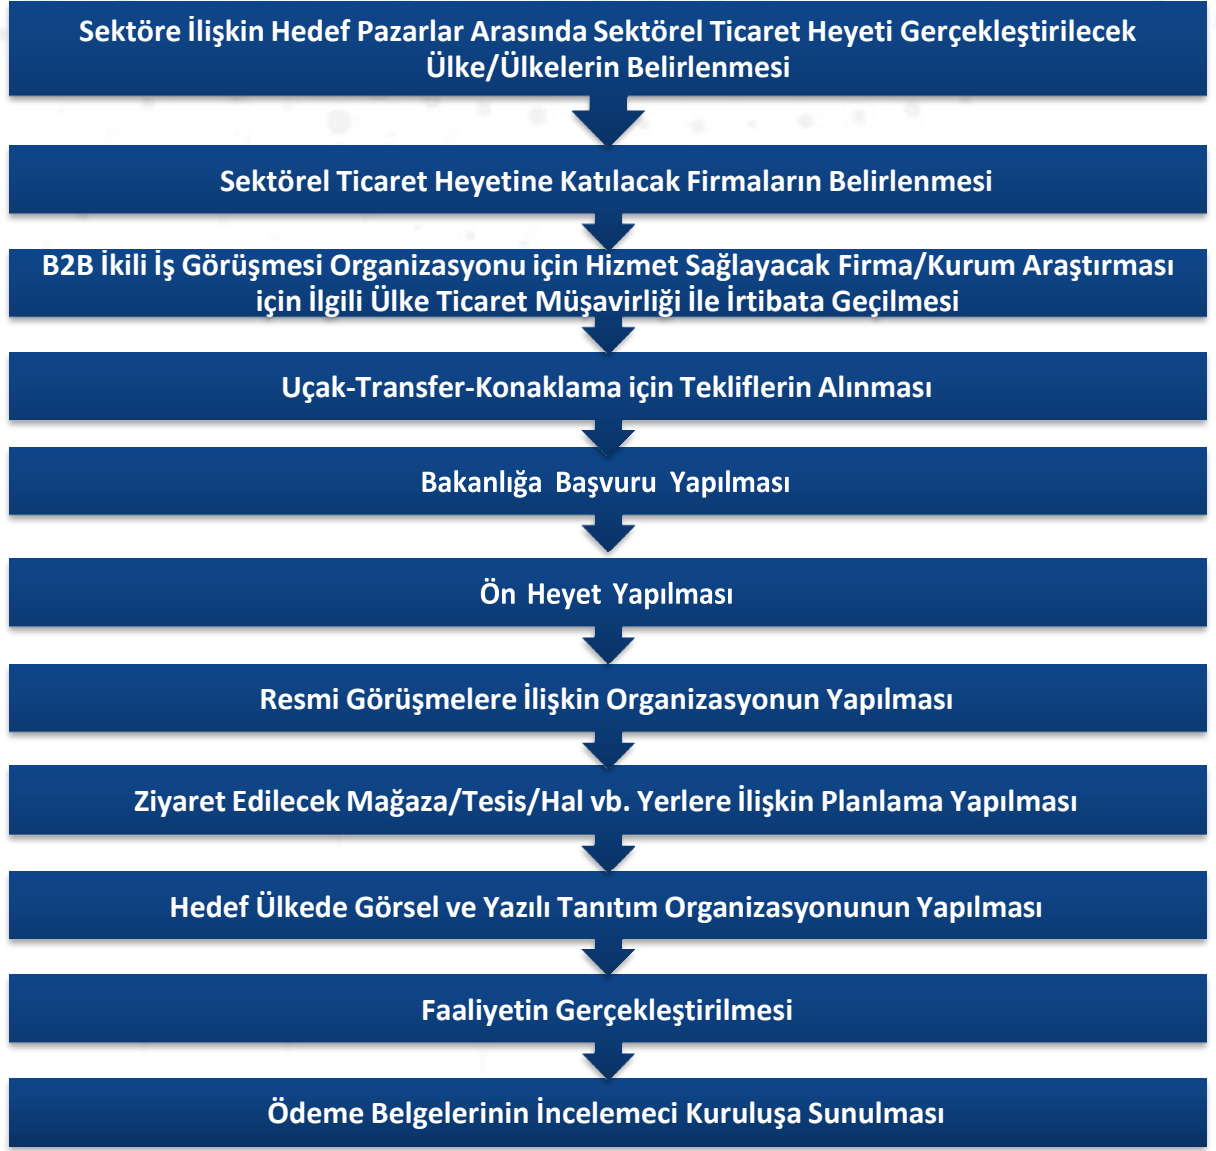 Sektöre İlişkin Hedef Pazarlar Arasında Sektörel Ticaret Heyeti Gerçekleştirilecek
Ülke/Ülkelerin Belirlenmesi
Sektörel Ticaret Heyetine Katılacak Firmaların Belirlenmesi
B2B İkili İş Görüşmesi Organizasyonu için Hizmet Sağlayacak Firma/Kurum Araştırması
için İlgili Ülke Ticaret Müşavirliği İle İrtibata Geçilmesi
Uçak-Transfer-Konaklama için Tekliflerin Alınması
Bakanlığa Başvuru Yapılması
Ön Heyet Yapılması
Resmi Görüşmelere İlişkin Organizasyonun Yapılması
Ziyaret Edilecek Mağaza/Tesis/Hal vb. Yerlere İlişkin Planlama Yapılması
Hedef Ülkede Görsel ve Yazılı Tanıtım Organizasyonunun Yapılması
Faaliyetin Gerçekleştirilmesi
Ödeme Belgelerinin İncelemeci Kuruluşa Sunulması